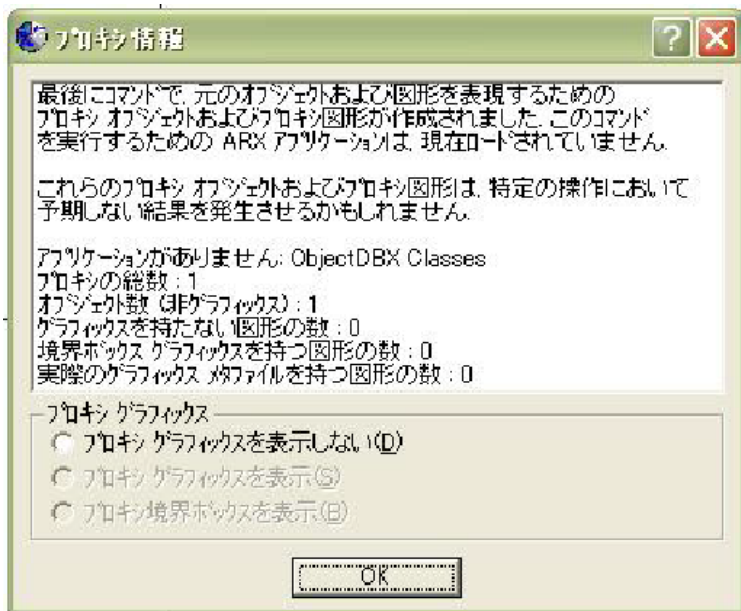 プロキシ情報
最後にコマンドで、元のオブジェクトおよび図形を表現するための
プロキシ オブジェクトおよびプロキシ図形が作成されました. このコマンド
を実行するための ARX アプリケーションは, 現在ロードされていません.
これらのプロキシ オブジェクトおよびプロキシ図形は, 特定の操作において
予期しない結果を発生させるかもしれません.
アプリケーションがありません: ObjectDBX Classes
プロキシの総数 : 1
オブジェクト数 (非グラフィックス) : 1
グラフィックスを持たない図形の数 : 0
境界ボックス グラフィックスを持つ図形の数 : 0
実際のグラフィックス メタファイルを持つ図形の数 : 0
プロキシ グラフィックス
プロキシ グラフィックスを表示しない(D)
プロキシ グラフィックスを表示(S)
プロキシ境界ボックスを表示(B)
OK